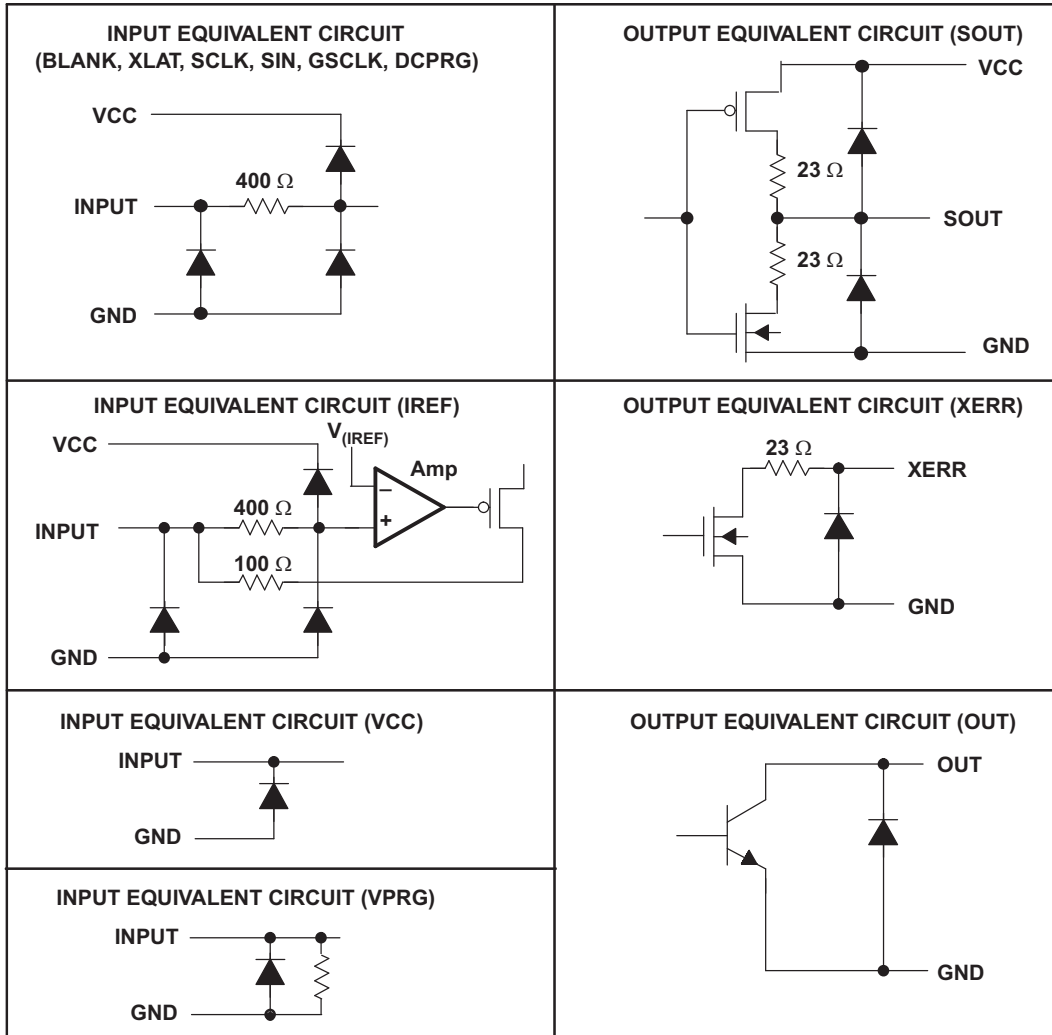 INPUT EQUIVALENT CIRCUIT
(BLANK, XLAT, SCLK, SIN, GSCLK, DCPRG)
VCC
400 Ω
INPUT
GND
OUTPUT EQUIVALENT CIRCUIT (SOUT)
VCC
23 Ω
SOUT
23 Ω
GND
INPUT EQUIVALENT CIRCUIT (IREF)
V(IREF)
VCC
Amp
−
400 Ω
INPUT
+
100 Ω
GND
OUTPUT EQUIVALENT CIRCUIT (XERR)
23 Ω
XERR
GND
INPUT EQUIVALENT CIRCUIT (VCC)
INPUT
GND
OUTPUT EQUIVALENT CIRCUIT (OUT)
OUT
GND
INPUT EQUIVALENT CIRCUIT (VPRG)
INPUT
GND